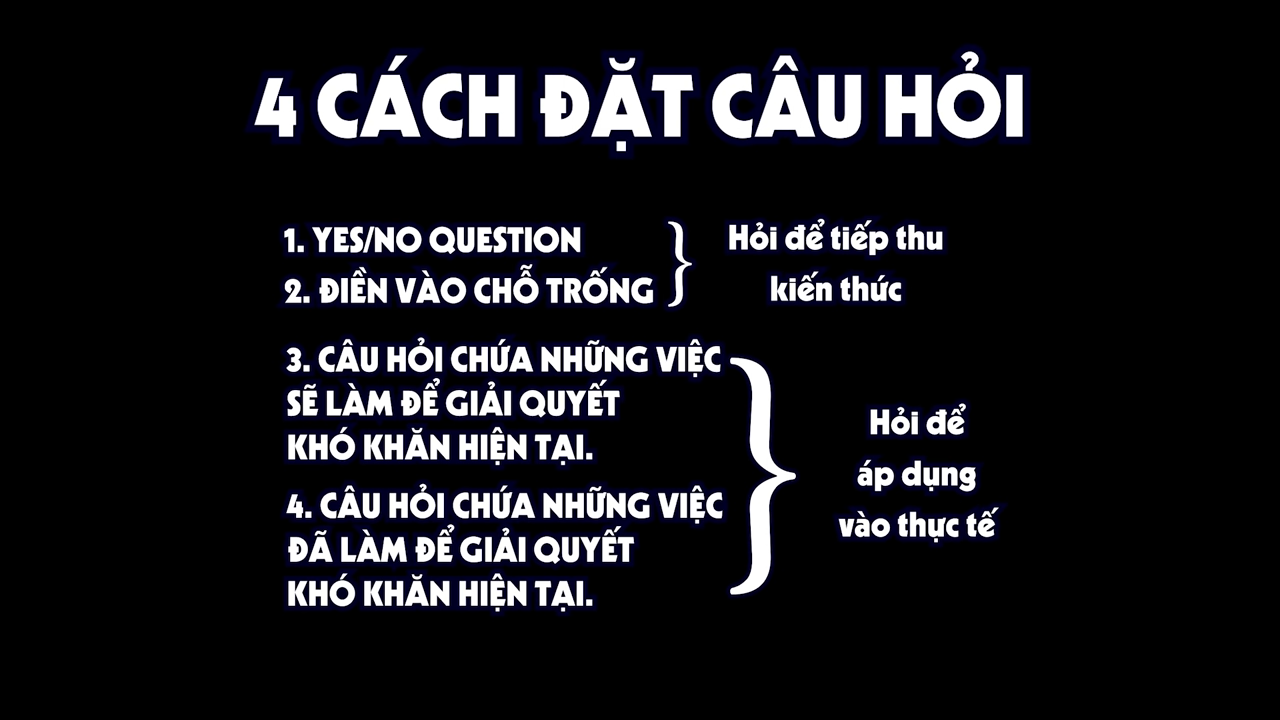 4 CÁCH ĐẶT CÂU HỎI
1. YES/NO QUESTION
2. ĐIỀN VÀO CHỖ TRỐNG
Hỏi để tiếp thu
kiến thức
3. CÂU HỎI CHỨA NHỮNG VIỆC
SẼ LÀM ĐỂ GIẢI QUYẾT
KHÓ KHĂN HIỆN TẠI.
4. CÂU HỎI CHỨA NHỮNG VIỆC
ĐÃ LÀM ĐỂ GIẢI QUYẾT
KHÓ KHĂN HIỆN TẠI.
Hỏi để
áp dụng
vào thực tế